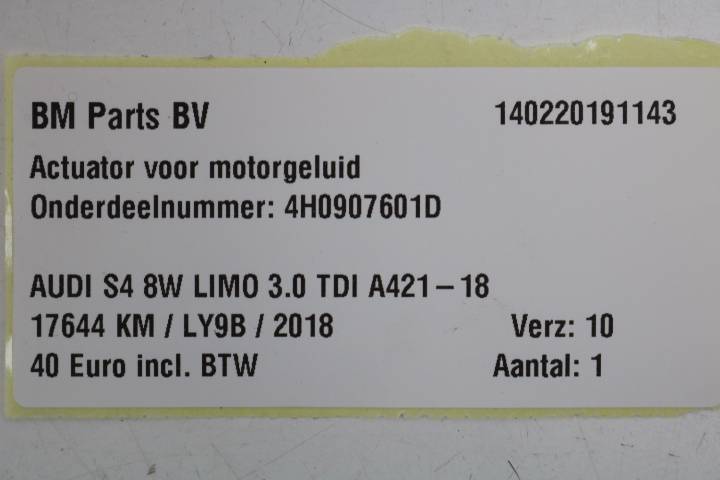 BM Parts BV 140220191143
Actuator voor motorgeluid
Onderdeelnummer: 4H0907601D
AUDI S4 8W LIMO 3.0 TDI A421-18
17644 KM / LY9B / 2018 Verz: 10
40 Euro incl. BTW Aantal: 1